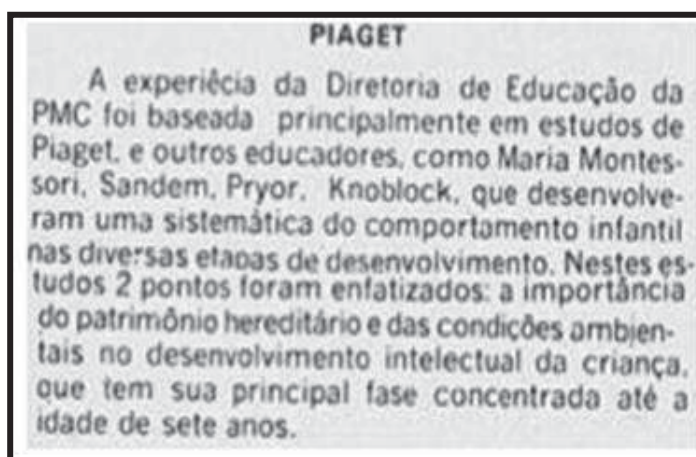 PIAGET
A experiêcia da Diretoria de Educação da
PMC foi baseada principalmente em estudos de
Piaget, e outros educadores, como Maria Montes-
sori, Sandem, Pryor, Knoblock, que desenvolve-
ram uma sistemática do comportamento infantil
nas diversas etapas de desenvolvimento. Nestes es-
tudos 2 pontos foram enfatizados: a importância
do patrimônio hereditário e das condições ambien-
tais no desenvolvimento intelectual da criança,
que tem sua principal fase concentrada até a
idade de sete anos.